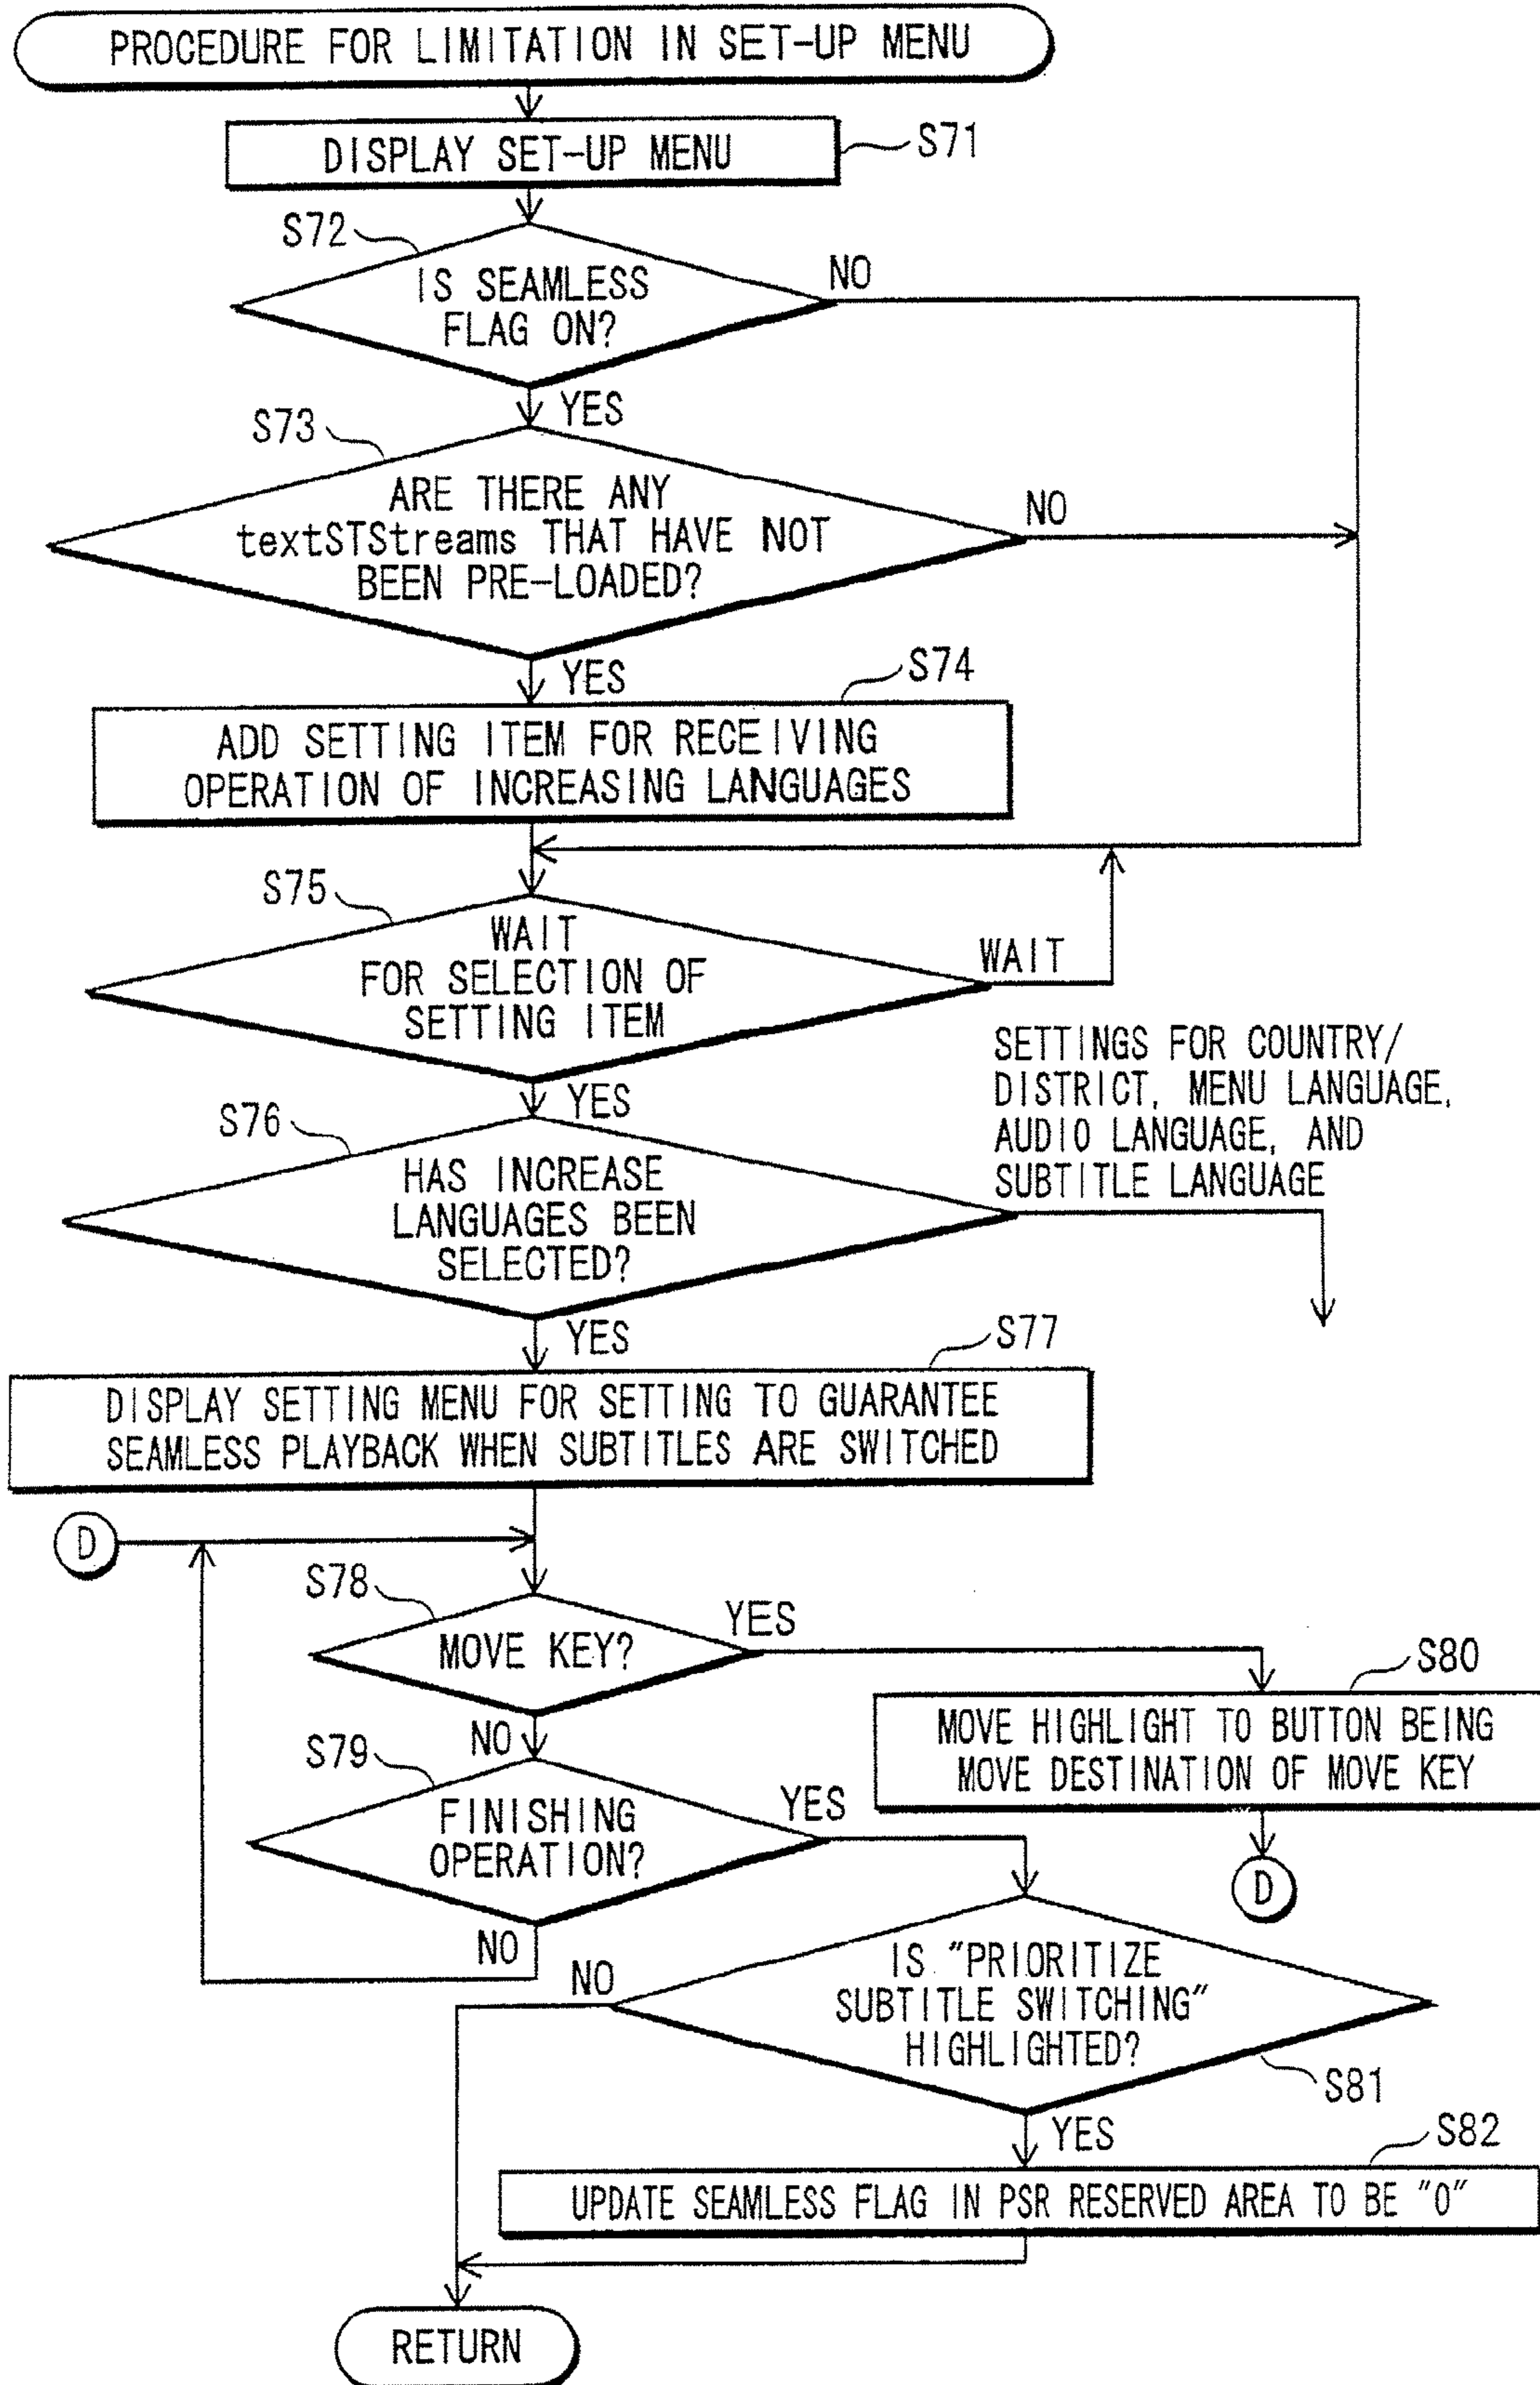 PROCEDURE FOR LIMITATION IN SET-UP MENU
DISPLAY SET-UP MENU
S71
S72
IS SEAMLESS
FLAG ON?
NO
YES
S73
ARE THERE ANY
textSTStreams THAT HAVE NOT
BEEN PRE-LOADED?
NO
YES
S74
ADD SETTING ITEM FOR RECEIVING
OPERATION OF INCREASING LANGUAGES
S75
WAIT
FOR SELECTION OF
SETTING ITEM
WAIT
YES
SETTINGS FOR COUNTRY/
DISTRICT, MENU LANGUAGE,
AUDIO LANGUAGE, AND
SUBTITLE LANGUAGE
S76
HAS INCREASE
LANGUAGES BEEN
SELECTED?
YES
S77
DISPLAY SETTING MENU FOR SETTING TO GUARANTEE
SEAMLESS PLAYBACK WHEN SUBTITLES ARE SWITCHED
D
S78
MOVE KEY?
YES
NO
S80
MOVE HIGHLIGHT TO BUTTON BEING
MOVE DESTINATION OF MOVE KEY
D
S79
FINISHING
OPERATION?
YES
NO
IS "PRIORITIZE
SUBTITLE SWITCHING"
HIGHLIGHTED?
NO
S81
YES
S82
UPDATE SEAMLESS FLAG IN PSR RESERVED AREA TO BE "0"
RETURN